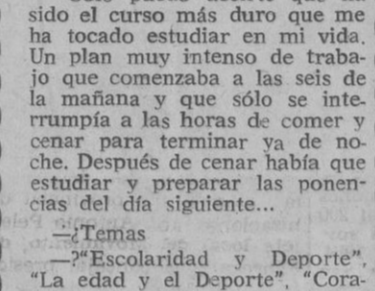 sido el curso más duro que me
ha tocado estudiar en mi vida.
Un plan muy intenso de traba-
jo que comenzaba a las seis de
la mañana y que sólo se inte-
rrumpía a las horas de comer y
cenar para terminar ya de no-
che. Después de cenar había que
estudiar y preparar las ponen-
cias del día siguiente...
—¿Temas
—?"Escolaridad y Deporte",
"La edad y el Deporte", "Cora-